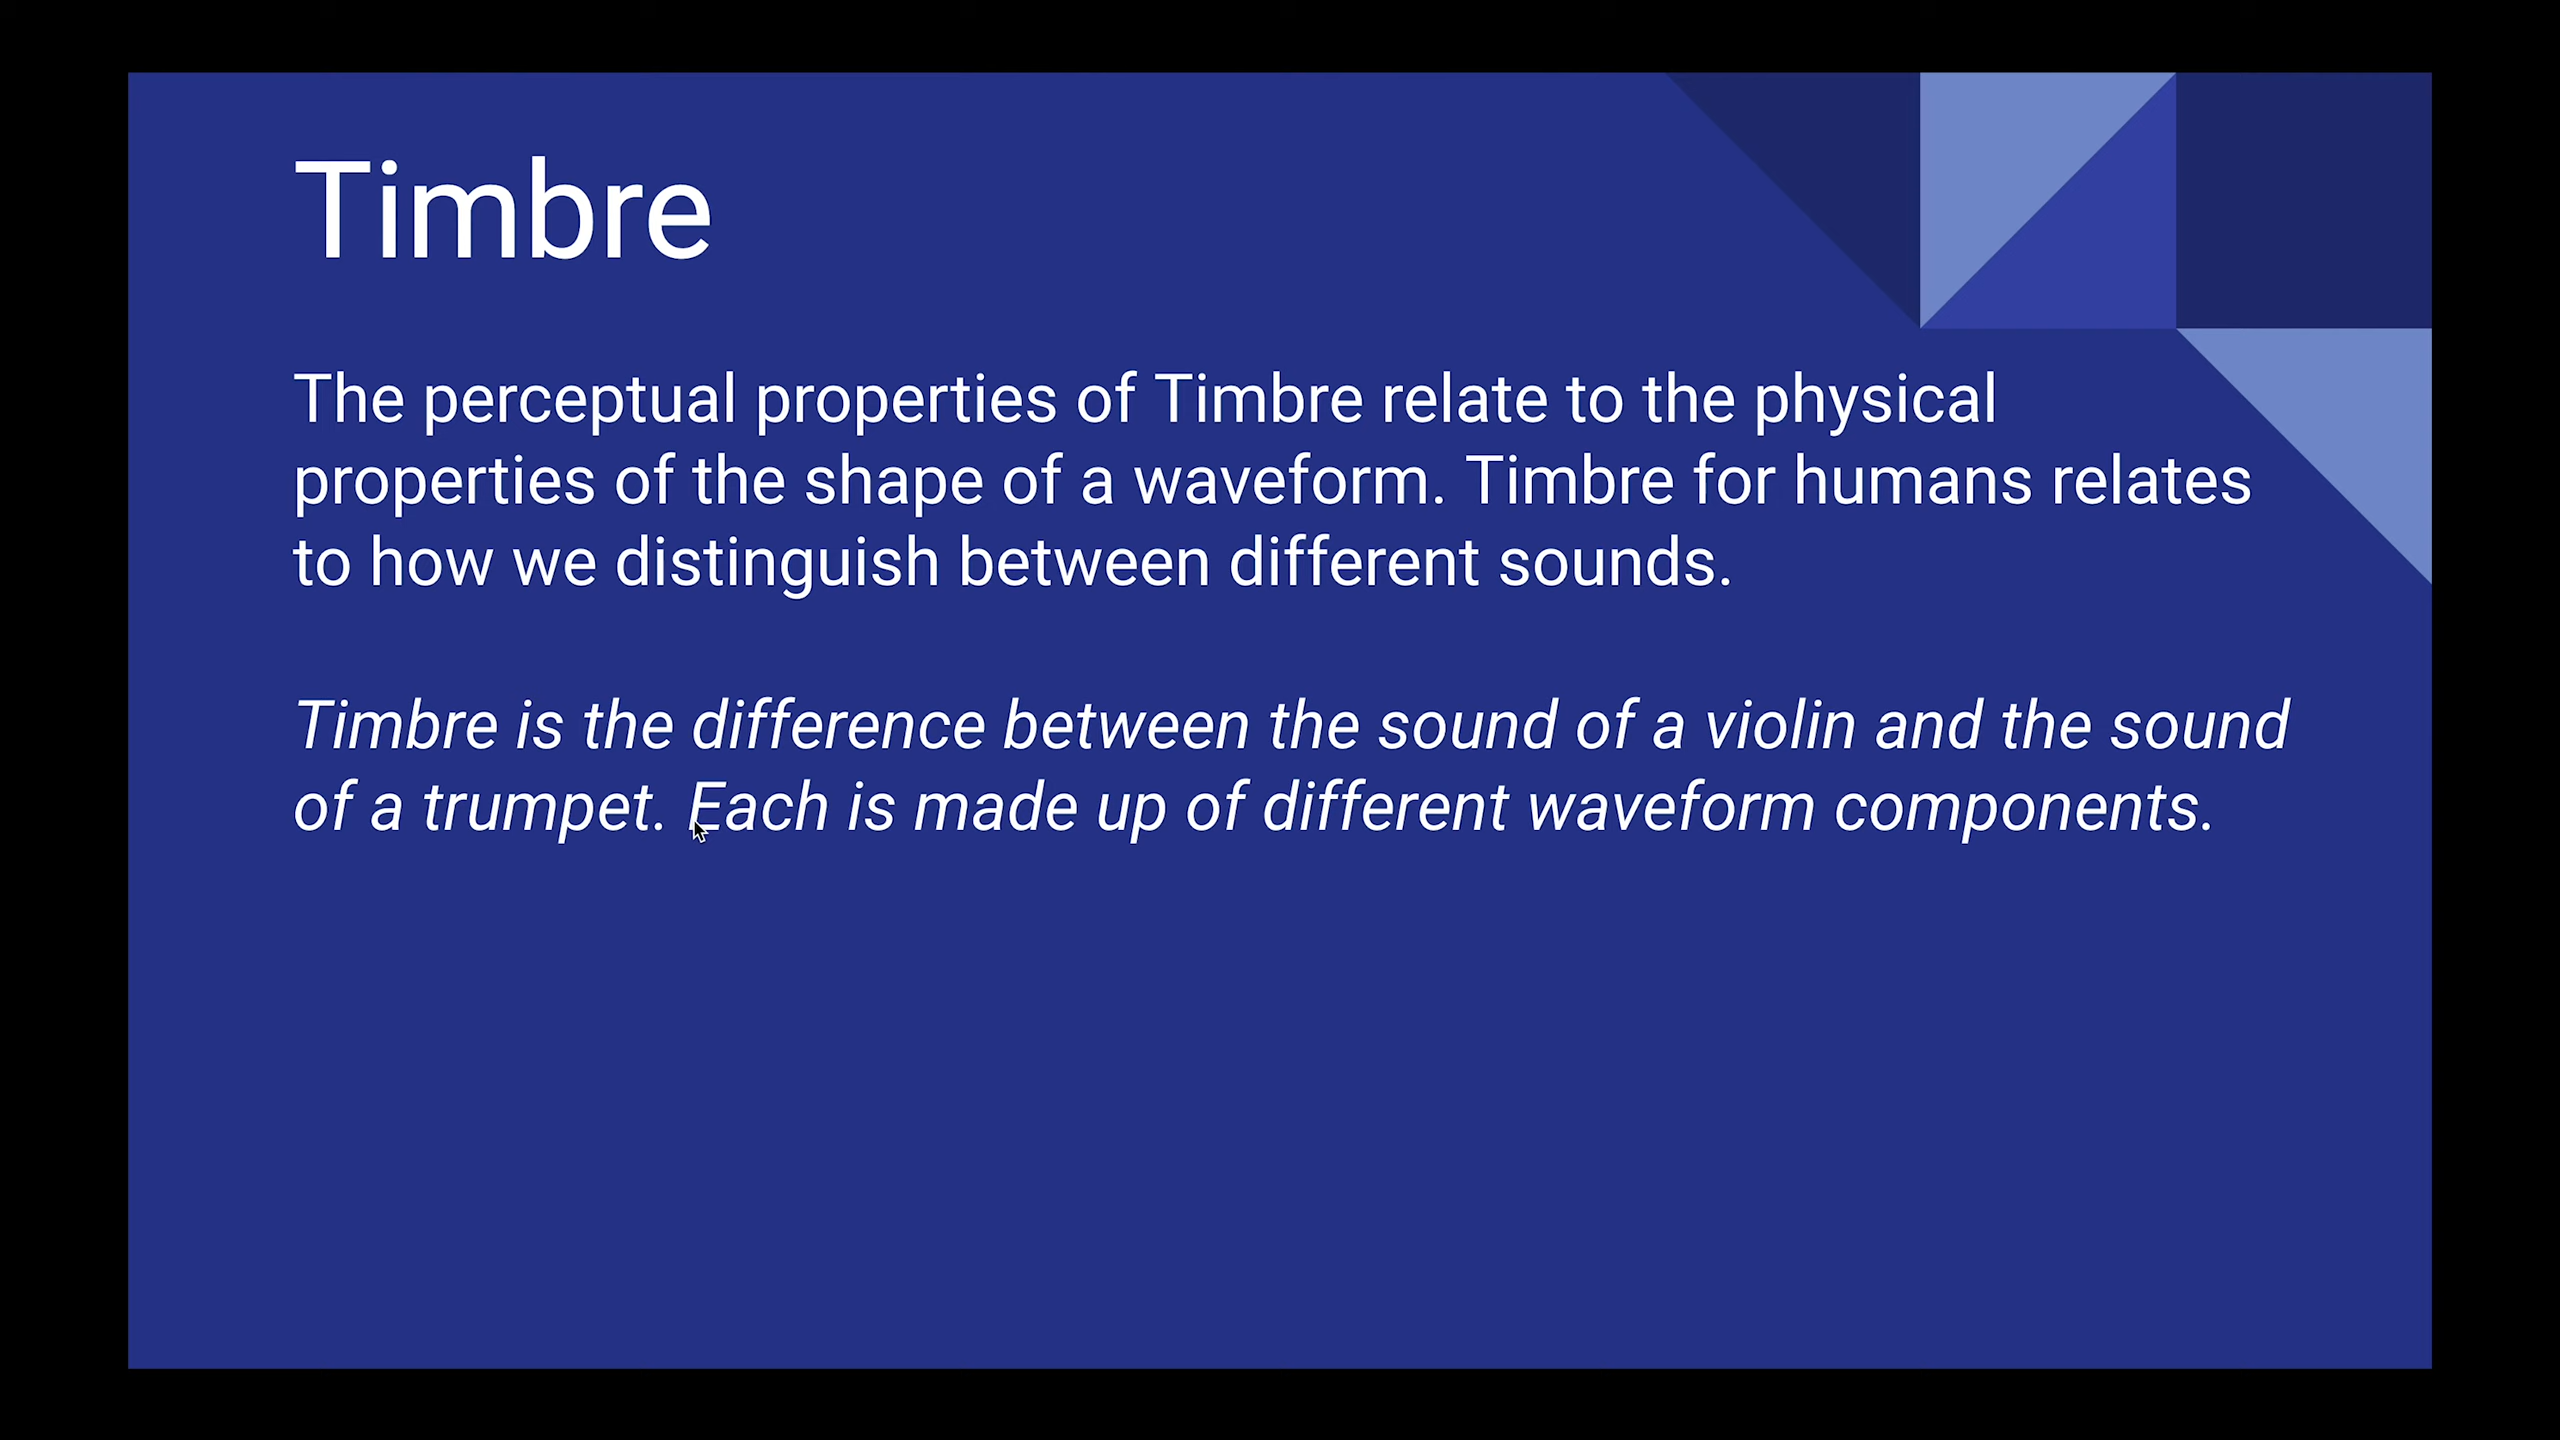 Timbre
The perceptual properties of Timbre relate to the physical
properties of the shape of a waveform. Timbre for humans relates
to how we distinguish between different sounds.
Timbre is the difference between the sound of a violin and the sound
of a trumpet. Each is made up of different waveform components.